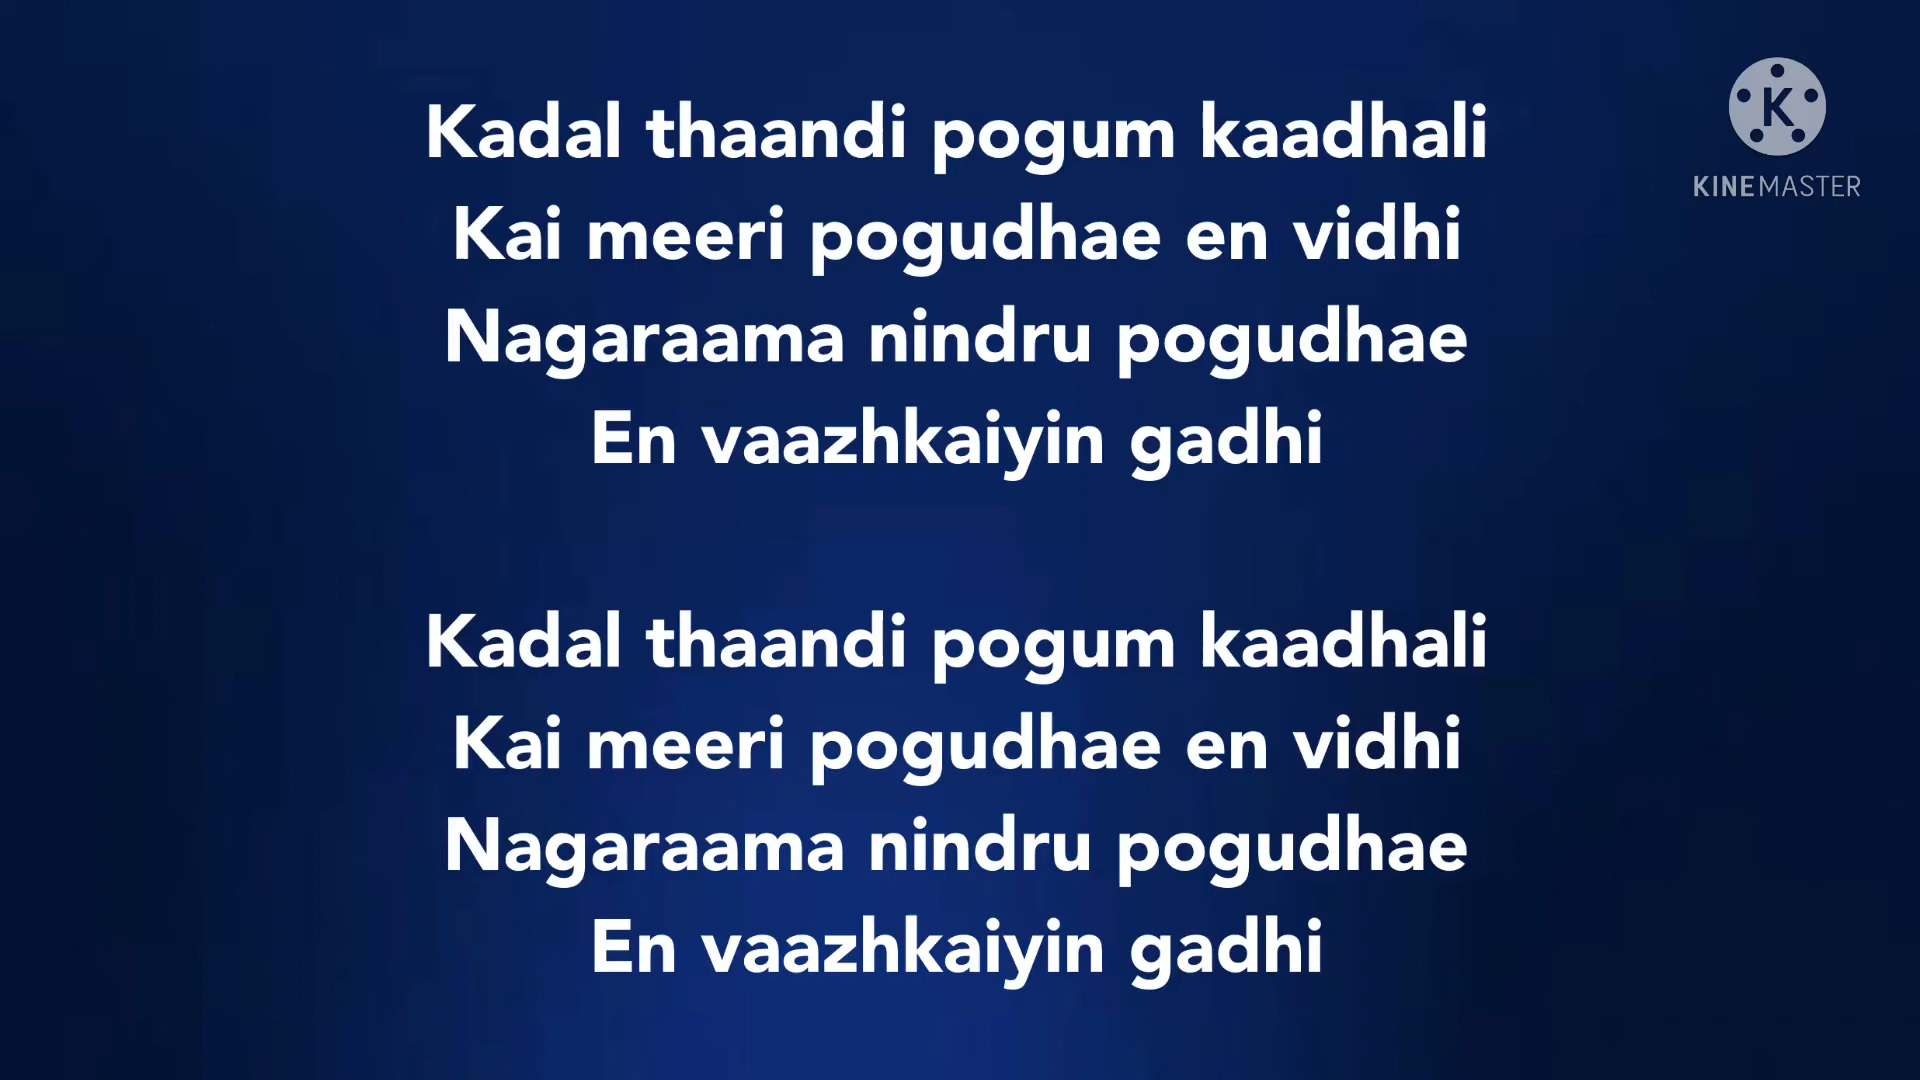 Kadal thaandi pogum kaadhali
Kai meeri pogudhae en vidhi
Nagaraama nindru pogudhae
En vaazhkaiyin gadhi
Kadal thaandi pogum kaadhali
Kai meeri pogudhae en vidhi
Nagaraama nindru pogudhae
En vaazhkaiyin gadhi
K
KINEMASTER